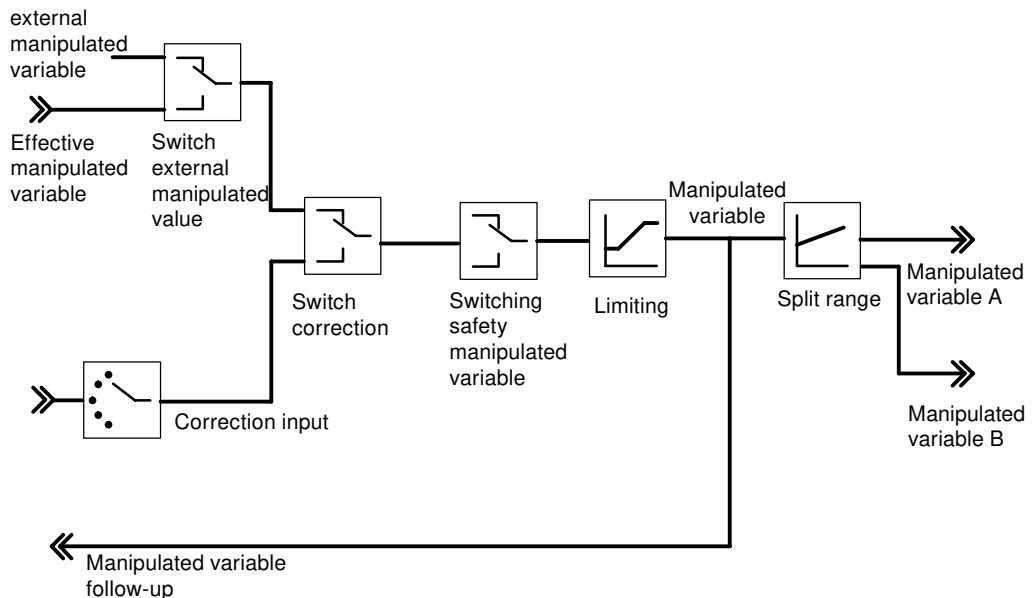 external
manipulated
variable
Effective
manipulated
variable
Switch
external
manipulated
value
Manipulated
variable
Switch
correction
Switching
safety
manipulated
variable
Limiting
Split range
Manipulated
variable A
Manipulated
variable B
Correction input
Manipulated variable
follow-up